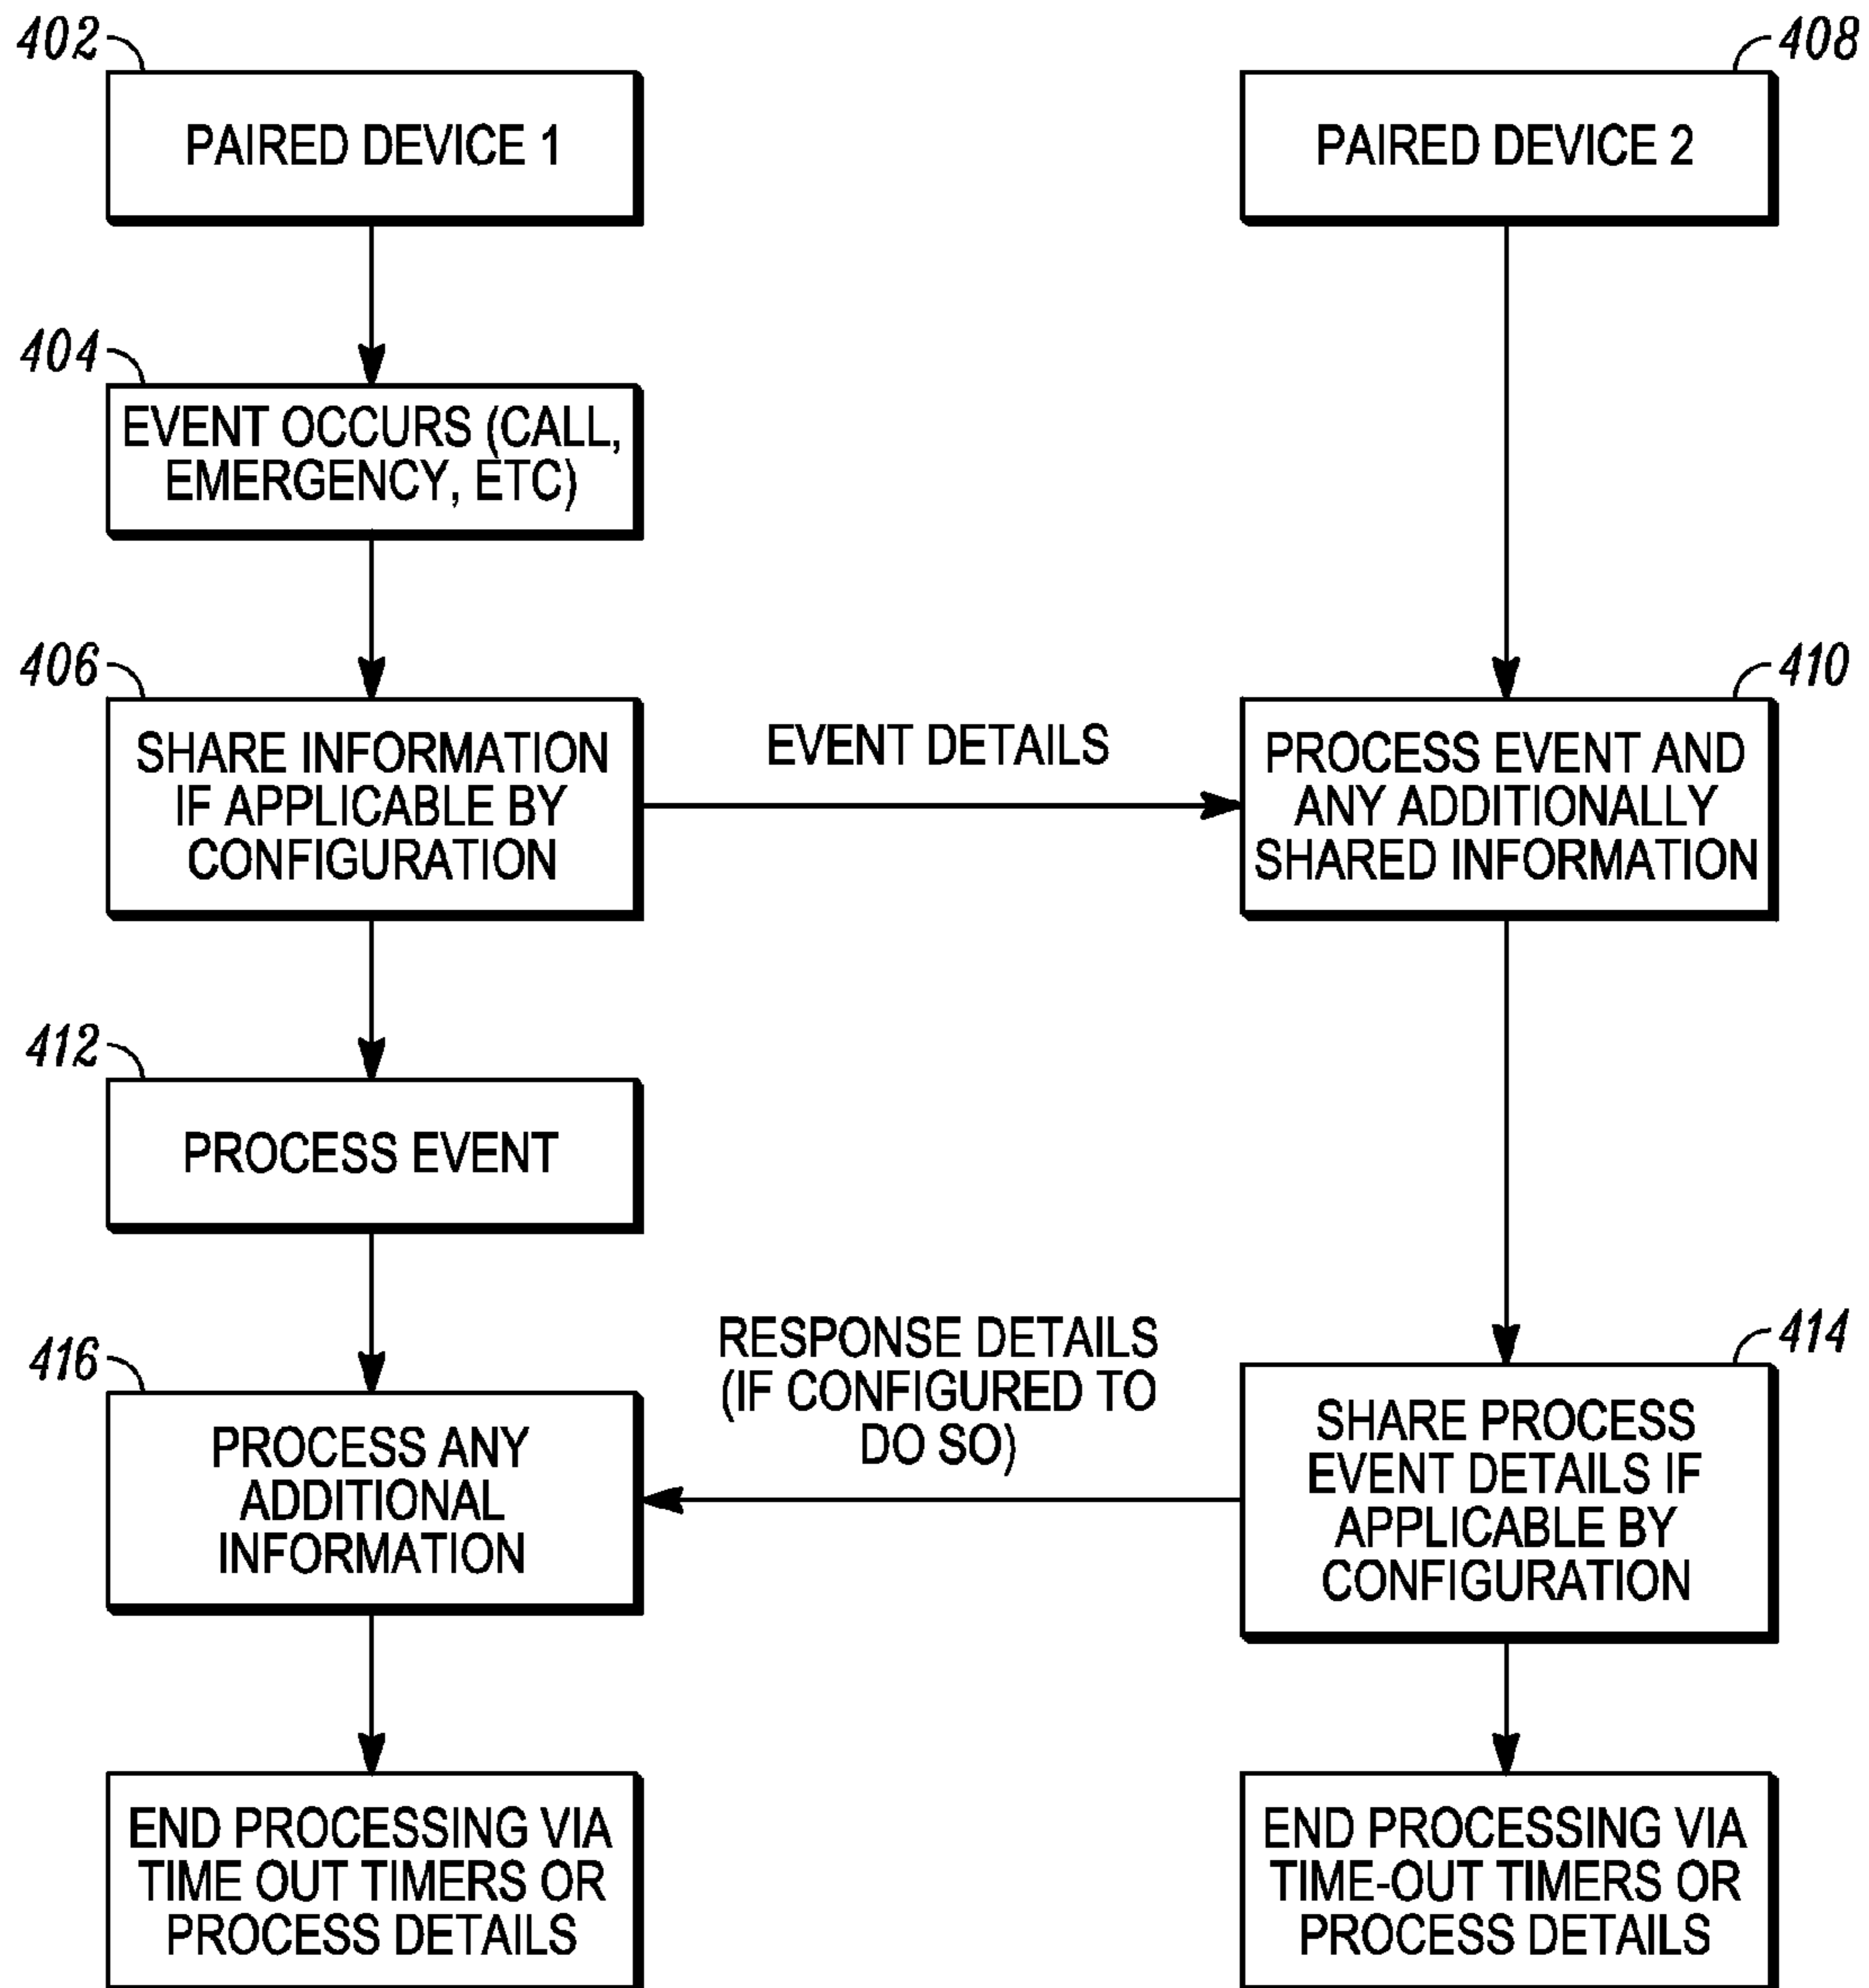 402
PAIRED DEVICE 1
408
PAIRED DEVICE 2
404
EVENT OCCURS (CALL,
EMERGENCY, ETC)
406
SHARE INFORMATION
IF APPLICABLE BY
CONFIGURATION
EVENT DETAILS
410
PROCESS EVENT AND
ANY ADDITIONALLY
SHARED INFORMATION
412
PROCESS EVENT
416
PROCESS ANY
ADDITIONAL
INFORMATION
RESPONSE DETAILS
(IF CONFIGURED TO
DO SO)
414
SHARE PROCESS
EVENT DETAILS IF
APPLICABLE BY
CONFIGURATION
END PROCESSING VIA
TIME OUT TIMERS OR
PROCESS DETAILS
END PROCESSING VIA
TIME-OUT TIMERS OR
PROCESS DETAILS